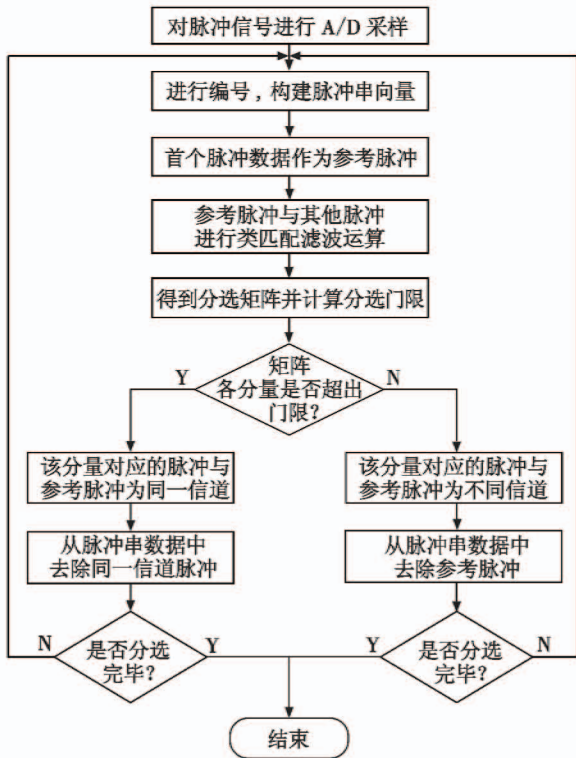 对脉冲信号进行 A/D 采样
进行编号，构建脉冲串向量
首个脉冲数据作为参考脉冲
参考脉冲与其他脉冲
进行类匹配滤波运算
得到分选矩阵并计算分选门限
矩阵
各分量是否超出
门限？
Y
N
该分量对应的脉冲与
参考脉冲为同一信道
该分量对应的脉冲与
参考脉冲为不同信道
从脉冲串数据中
去除同一信道脉冲
从脉冲串数据中
去除参考脉冲
N
是否分选
完毕？
Y
Y
是否分选
完毕？
N
结束